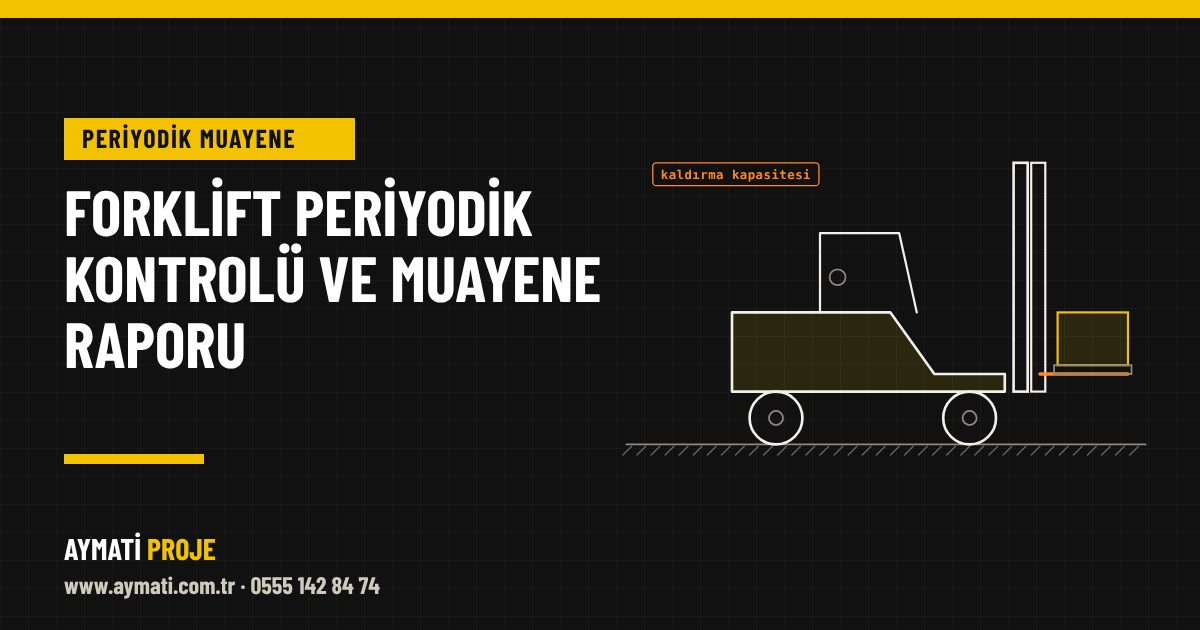 PERİYODİK MUAYENE
FORKLİFT PERİYODİK
KONTROLÜ VE MUAYENE
RAPORU
kaldırma kapasitesi
AYMATİ PROJE
www.aymati.com.tr · 0555 142 84 74